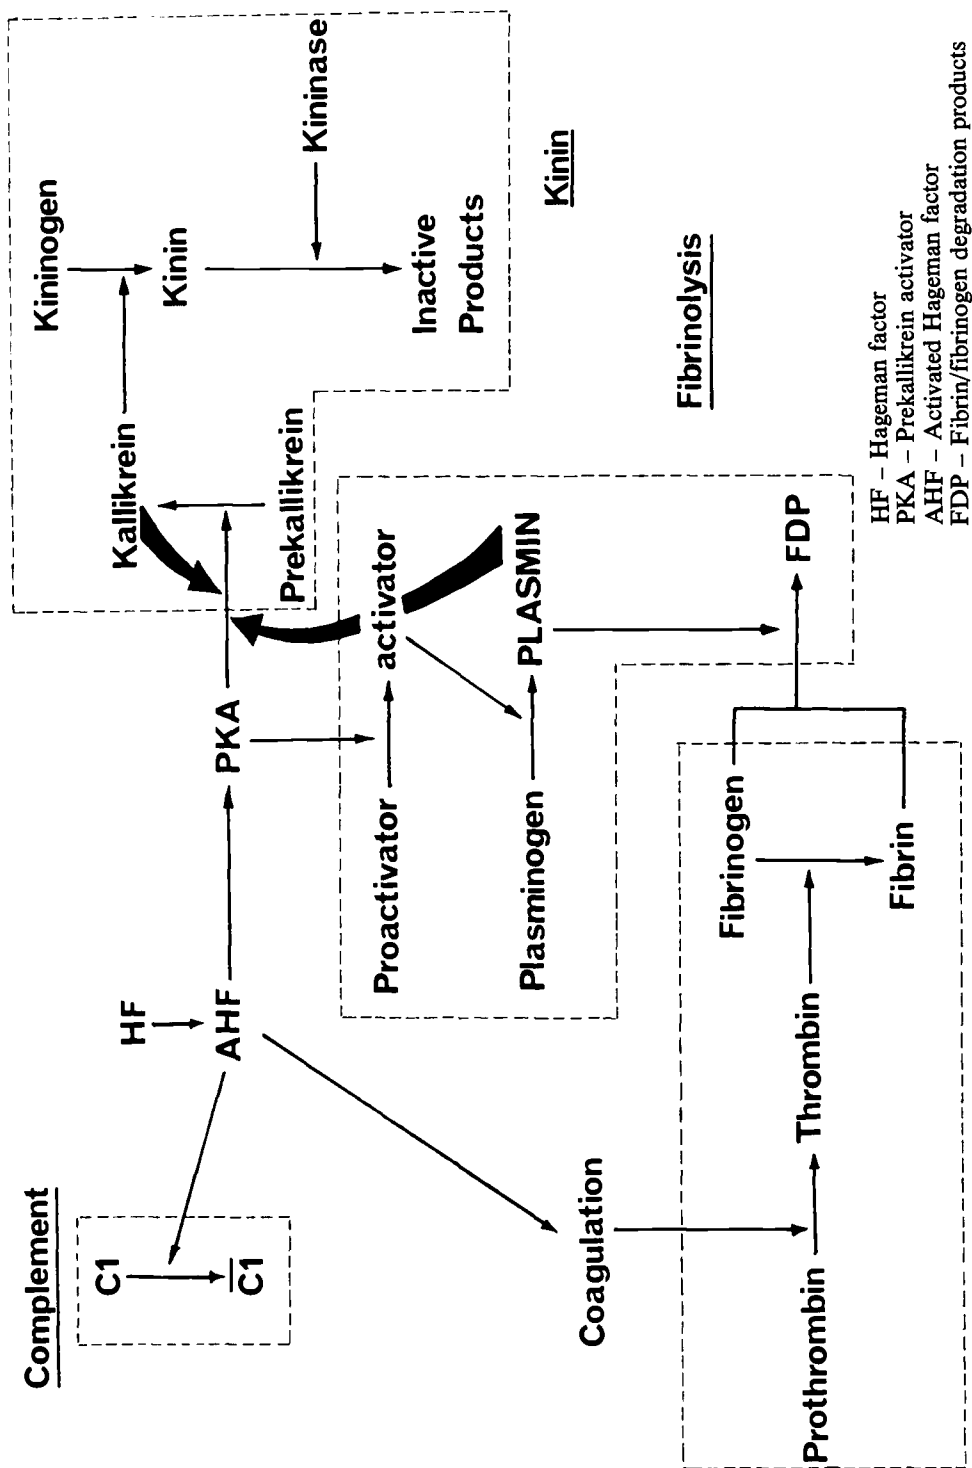 Complement
C1
C1
HF
AHF
PKA
Kallikrein
Prekallikrein
Kininogen
Kinin
Kininase
Inactive
Products
Kinin
Proactivator
activator
Plasminogen
PLASMIN
Fibrinolysis
Coagulation
Prothrombin
Thrombin
Fibrinogen
Fibrin
FDP
HF – Hageman factor
PKA – Prekallikrein activator
AHF – Activated Hageman factor
FDP – Fibrin/fibrinogen degradation products